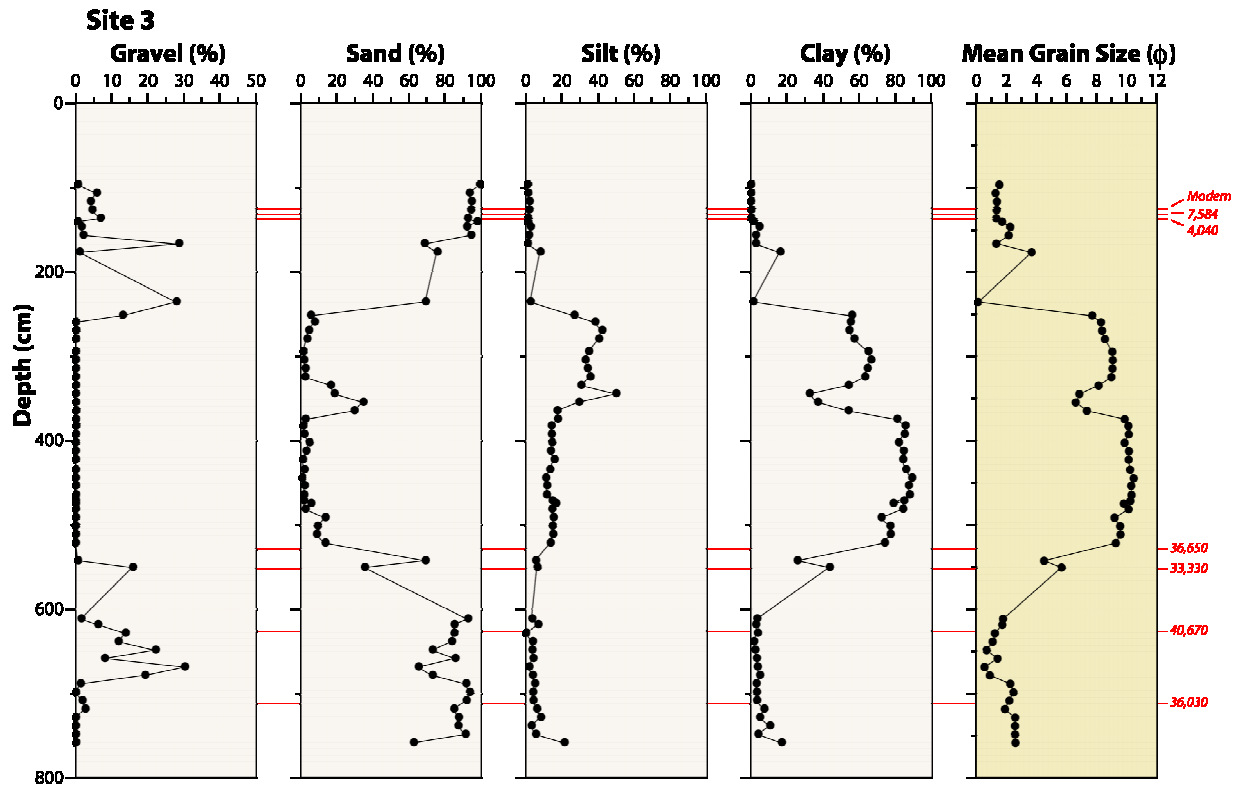 Site 3
Gravel (%) Sand (%) Silt (%) Clay (%) Mean Grain Size (ϕ)
0 10 20 30 40 50 0 20 40 60 80 100 0 20 40 60 80 100 0 20 40 60 80 100 0 2 4 6 8 10 12
0
Modern
7,584
200
4,040
Depth (cm)
400
36,650
33,330
600
40,670
36,030
800